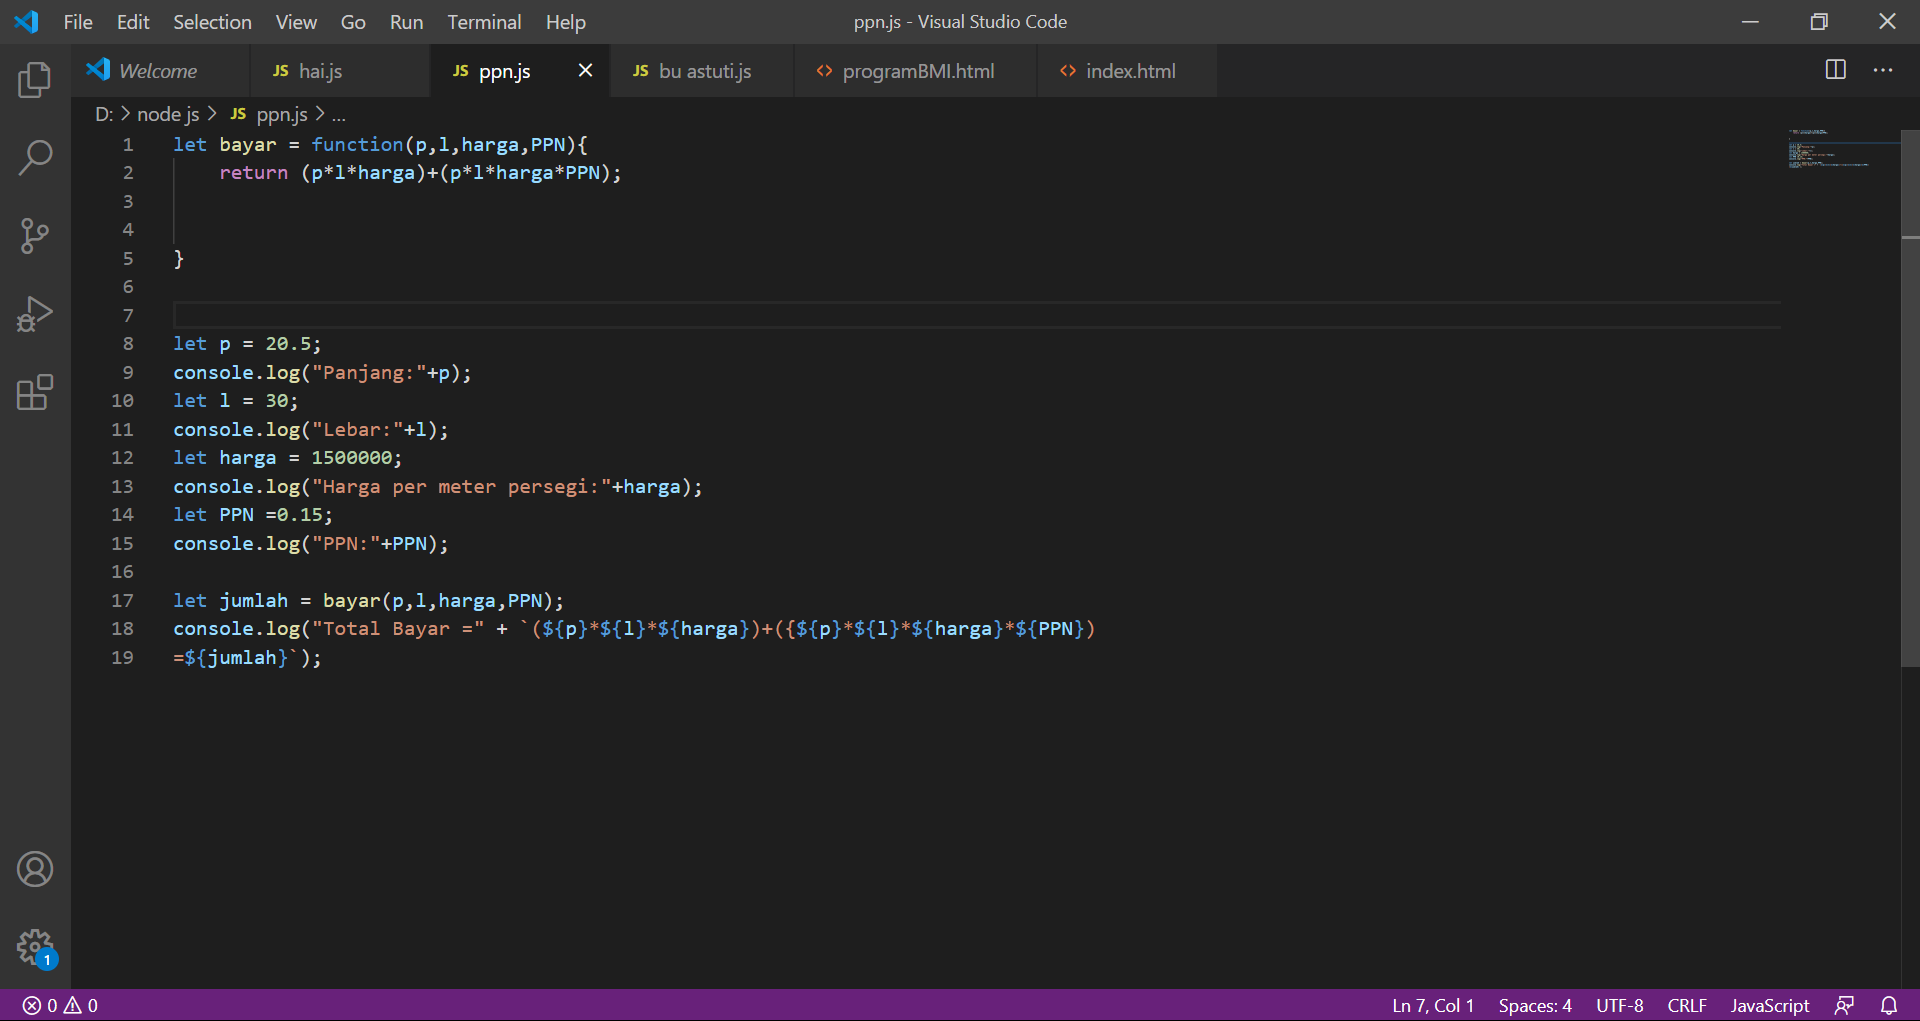 File Edit Selection View Go Run Terminal Help ppn.js - Visual Studio Code
Welcome JS hai.js JS ppn.js JS bu astuti.js <> programBMI.html <> index.html ...
D: > node js > JS ppn.js > ...
1 let bayar = function(p,l,harga,PPN){
2 return (p*l*harga)+(p*l*harga*PPN);
3
4
5 }
6
7
8 let p = 20.5;
9 console.log("Panjang:"+p);
10 let l = 30;
11 console.log("Lebar:"+l);
12 let harga = 1500000;
13 console.log("Harga per meter persegi:"+harga);
14 let PPN =0.15;
15 console.log("PPN:"+PPN);
16
17 let jumlah = bayar(p,l,harga,PPN);
18 console.log("Total Bayar =" + `(${p}*${l}*${harga})+({${p}*${l}*${harga}*${PPN})
19 =${jumlah}`);
1
0 0 Ln 7, Col 1 Spaces: 4 UTF-8 CRLF JavaScript